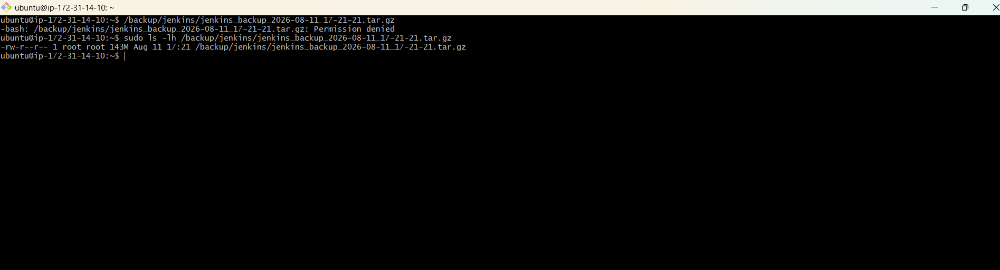 ubuntu@ip-172-31-14-10: ~
ubuntu@ip-172-31-14-10:~$ /backup/jenkins/jenkins_backup_2026-08-11_17-21-21.tar.gz
-bash: /backup/jenkins/jenkins_backup_2026-08-11_17-21-21.tar.gz: Permission denied
ubuntu@ip-172-31-14-10:~$ sudo ls -lh /backup/jenkins/jenkins_backup_2026-08-11_17-21-21.tar.gz
-rw-r--r-- 1 root root 143M Aug 11 17:21 /backup/jenkins/jenkins_backup_2026-08-11_17-21-21.tar.gz
ubuntu@ip-172-31-14-10:~$